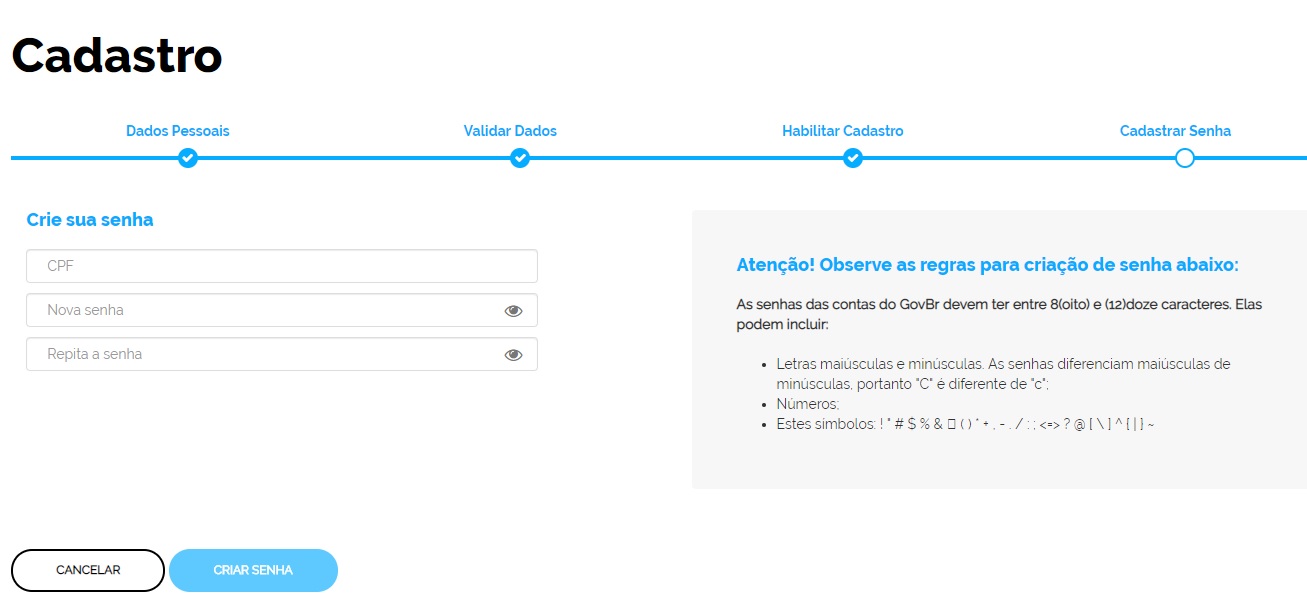 Cadastro
Dados Pessoais
Validar Dados
Habilitar Cadastro
Cadastrar Senha
Crie sua senha
CPF
Nova senha
Repita a senha
Atenção! Observe as regras para criação de senha abaixo:
As senhas das contas do GovBr devem ter entre 8(oito) e (12)doze caracteres. Elas
podem incluir:
• Letras maiúsculas e minúsculas. As senhas diferenciam maiúsculas de
minúsculas, portanto "C" é diferente de "c";
• Números;
• Estes símbolos: ! " # $ % & ▯ ( ) * + , - . / : ; <=> ? @ [ \ ] ^ { | } ~
CANCELAR
CRIAR SENHA